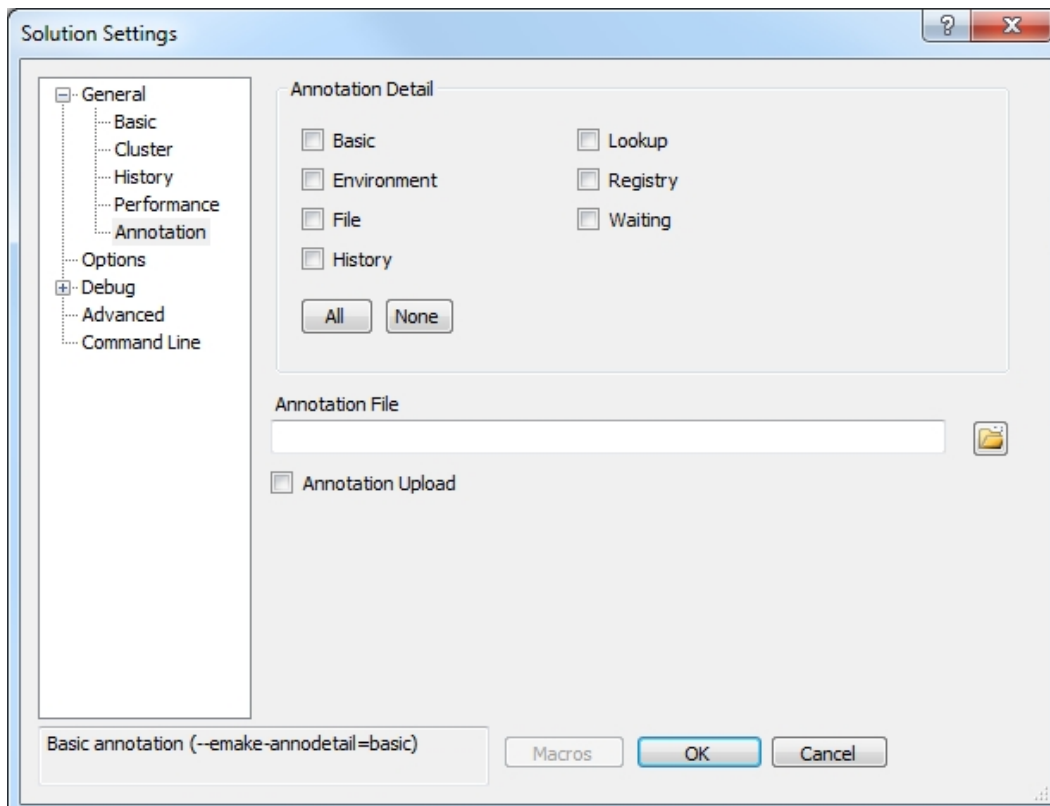 Solution Settings
General
Basic
Cluster
History
Performance
Annotation
Options
Debug
Advanced
Command Line
Annotation Detail
Basic
Lookup
Environment
Registry
File
Waiting
History
All
None
Annotation File
Annotation Upload
Basic annotation (--emake-annodetail=basic)
Macros
OK
Cancel